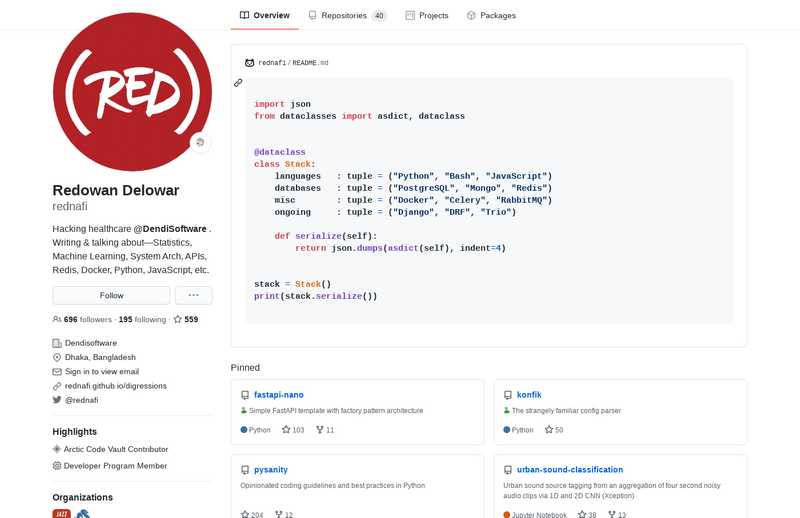 Overview
Repositories 40
Projects
Packages
(RED)
Redowan Delowar
rednafi
Hacking healthcare @DendiSoftware .
Writing & talking about—Statistics,
Machine Learning, System Arch, APIs,
Redis, Docker, Python, JavaScript, etc.
Follow
...
696 followers · 195 following · 559
Dendisoftware
Dhaka, Bangladesh
Sign in to view email
rednafi.github.io/digressions
@rednafi
Highlights
Arctic Code Vault Contributor
Developer Program Member
Organizations
JAZZ
rednafi / README.md
import json
from dataclasses import asdict, dataclass
@dataclass
class Stack:
    languages   : tuple = ("Python", "Bash", "JavaScript")
    databases   : tuple = ("PostgreSQL", "Mongo", "Redis")
    misc        : tuple = ("Docker", "Celery", "RabbitMQ")
    ongoing     : tuple = ("Django", "DRF", "Trio")
    def serialize(self):
        return json.dumps(asdict(self), indent=4)
stack = Stack()
print(stack.serialize())
Pinned
fastapi-nano
Simple FastAPI template with factory pattern architecture
Python 103 11
konfik
The strangely familiar config parser
Python 50
pysanity
Opinionated coding guidelines and best practices in Python
204 12
urban-sound-classification
Urban sound source tagging from an aggregation of four second noisy
audio clips via 1D and 2D CNN (Xception)
Jupyter Notebook 38 13